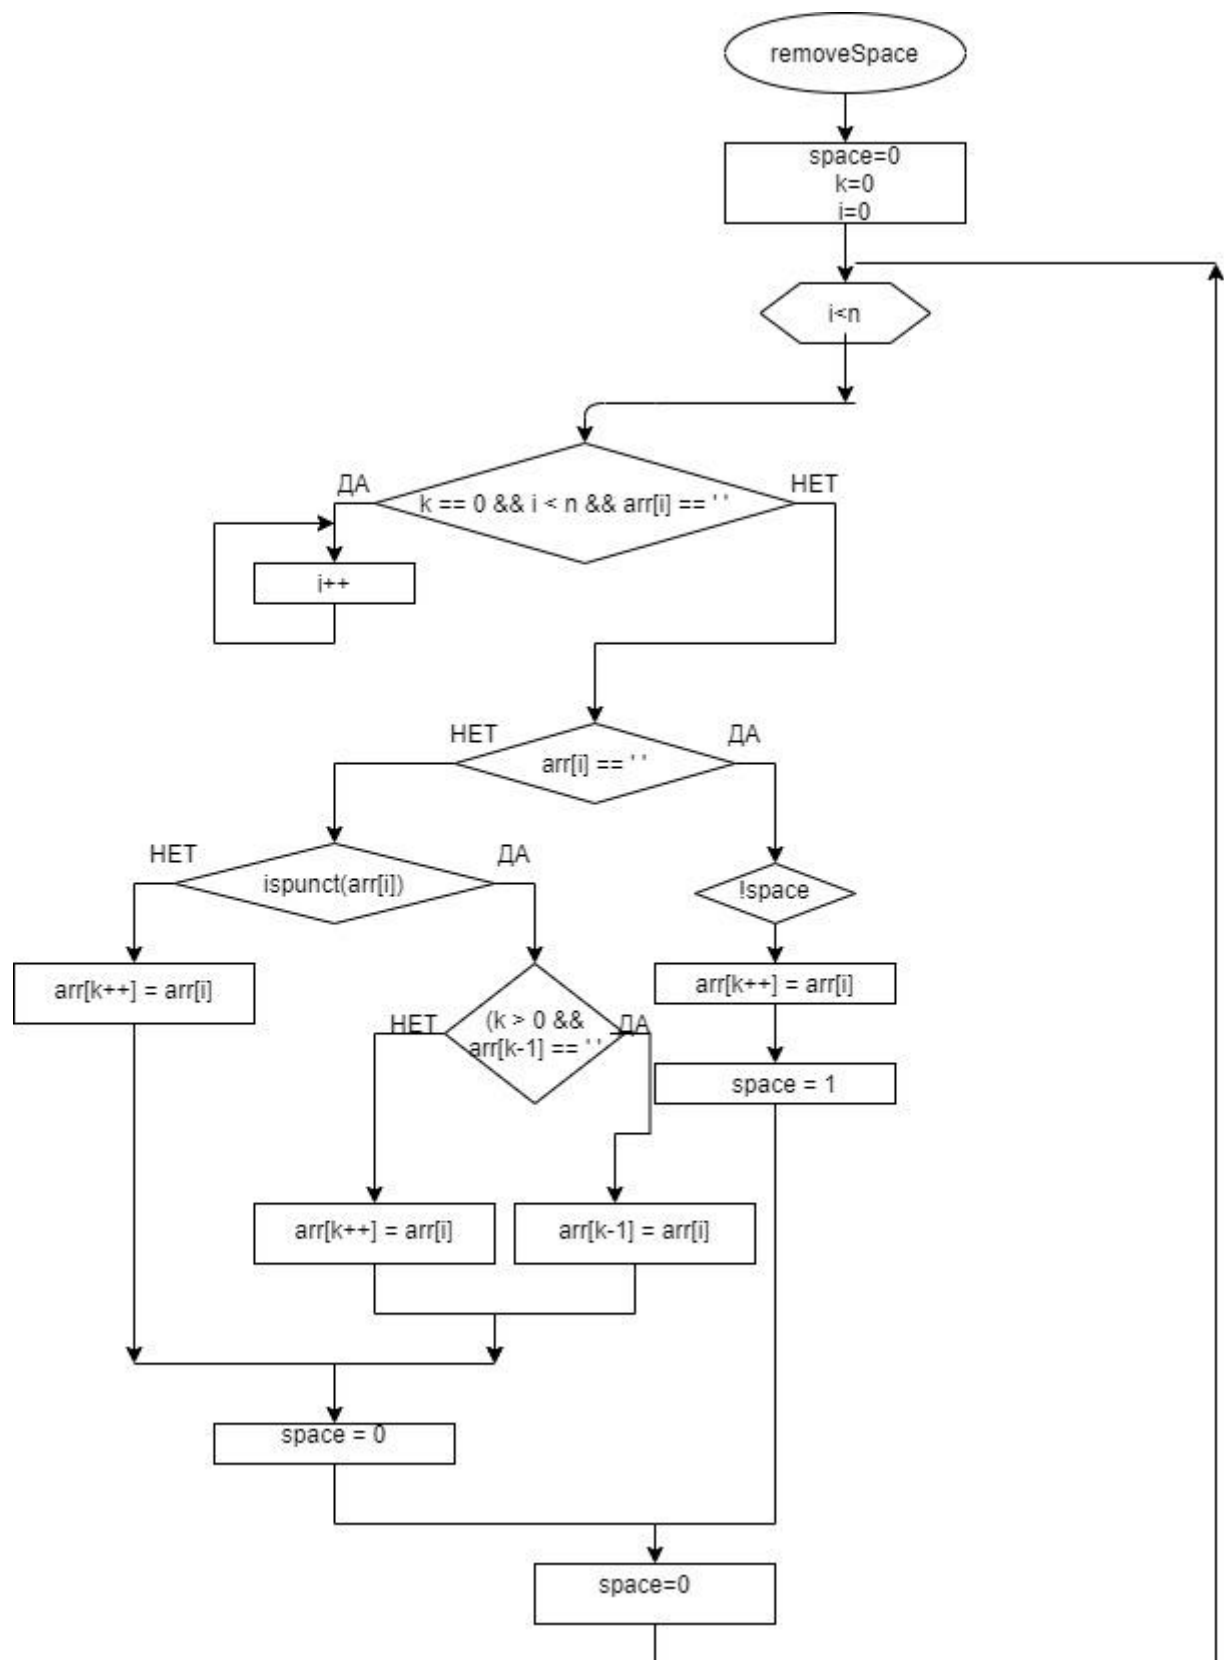 removeSpace
space=0
k=0
i=0
i<n
ДА
НЕТ
k == 0 && i < n && arr[i] == ' '
i++
НЕТ
ДА
arr[i] == ' '
НЕТ
ДА
ispunct(arr[i])
!space
arr[k++] = arr[i]
arr[k++] = arr[i]
НЕТ
(k > 0 &&
ДА
arr[k-1] == ' '
space = 1
arr[k++] = arr[i]
arr[k-1] = arr[i]
space = 0
space=0